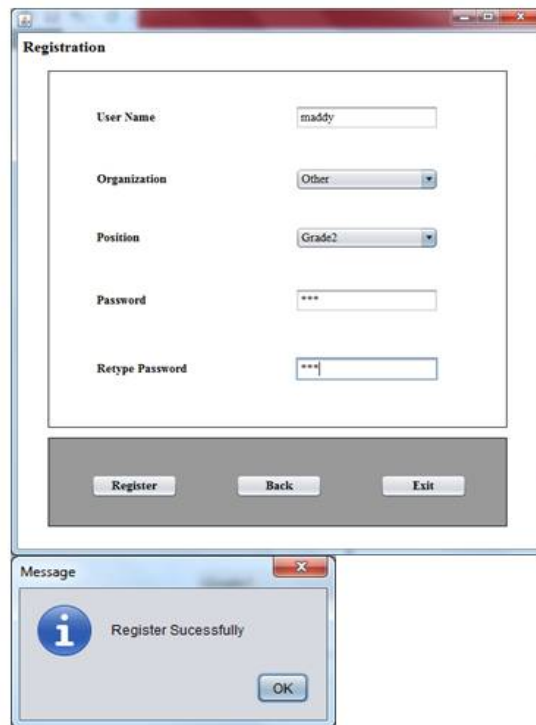 Registration
User Name maddy
Organization Other
Position Grade2
Password ***
Retype Password ***
Register Back Exit
Message
Register Sucessfully
OK